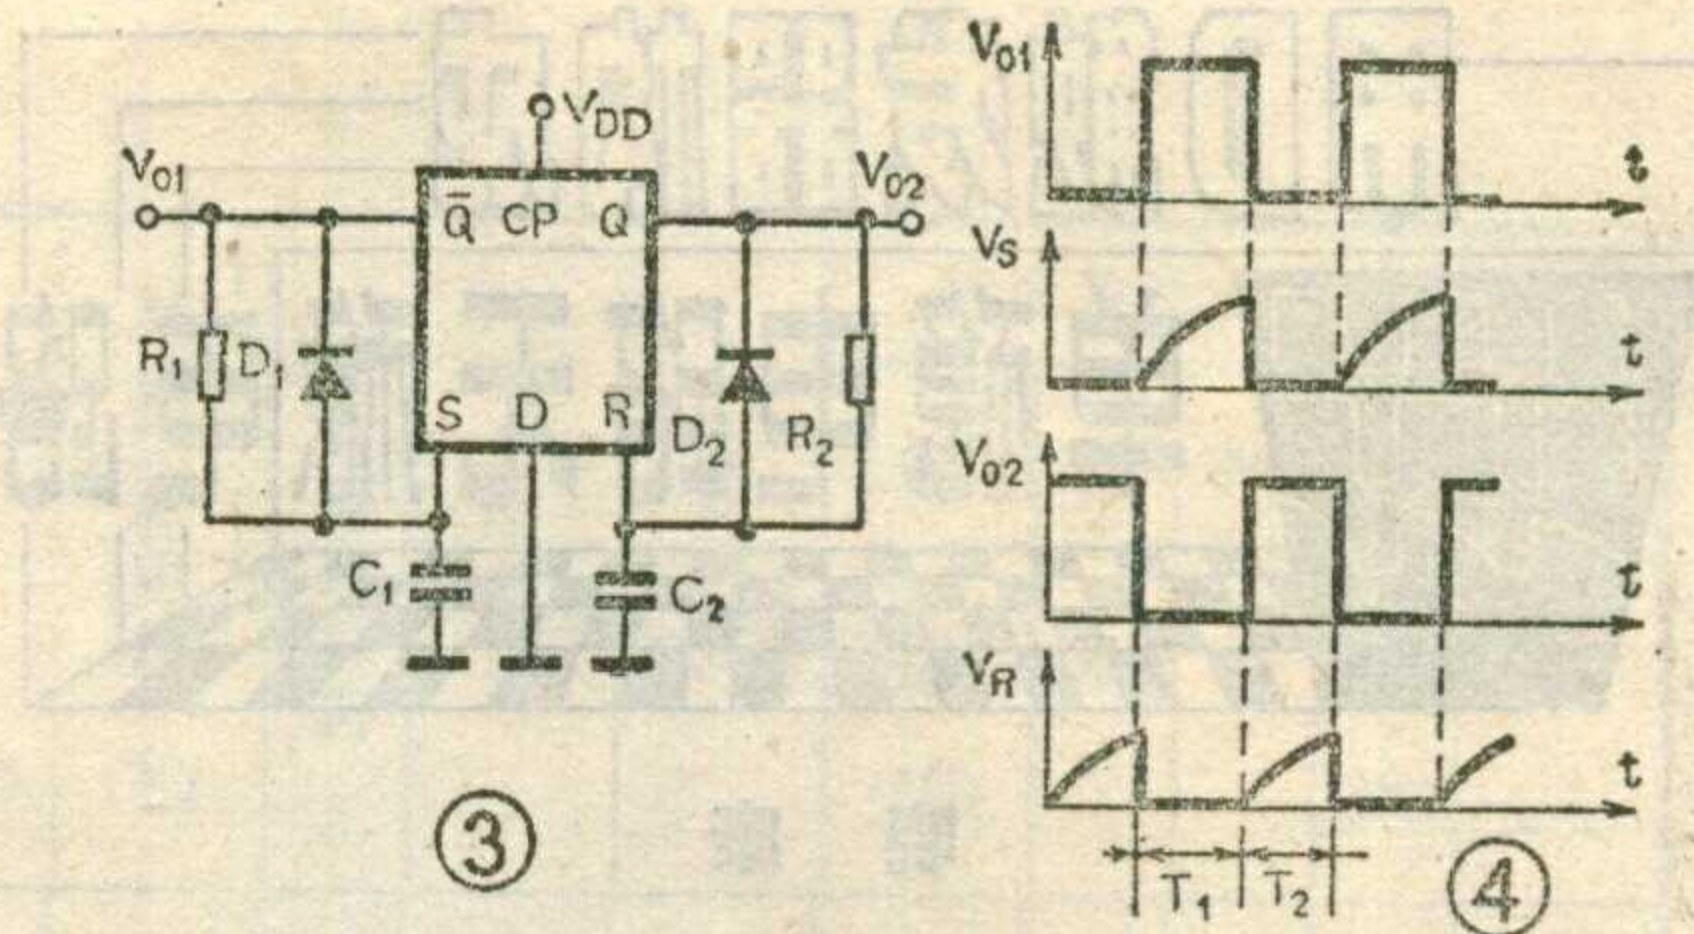 V01
VDD
V02
Q̄ CP Q
R1 D1
S D R
D2 R2
C1 C2
3
V01
t
VS
t
V02
t
VR
t
T1 T2
4